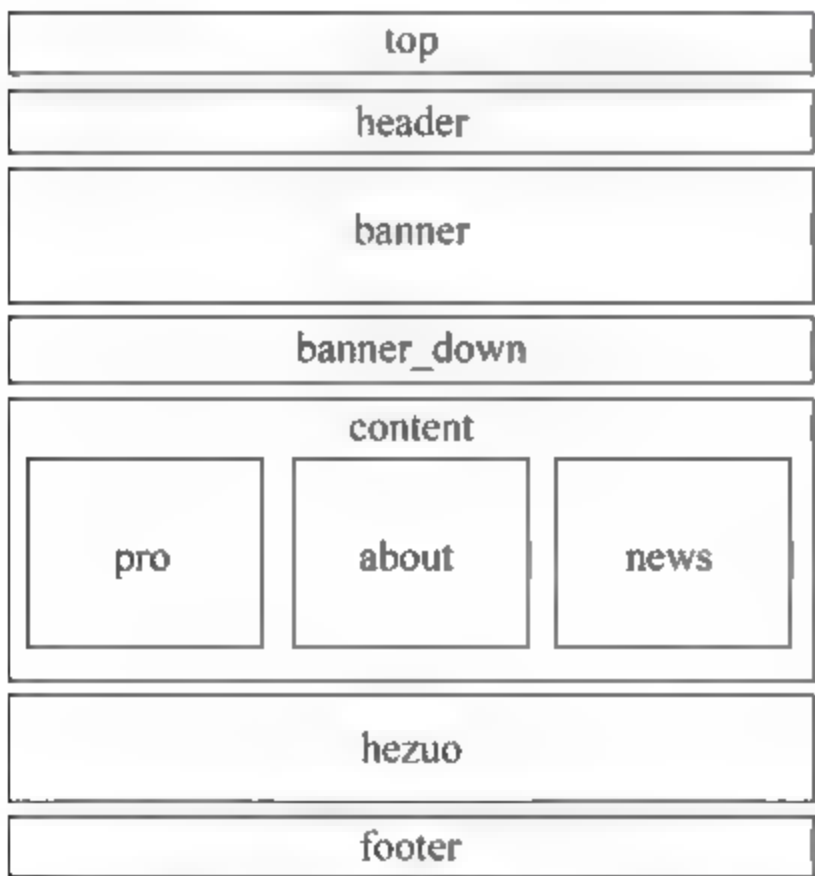 top
header
banner
banner_down
content
pro about news
hezuo
footer